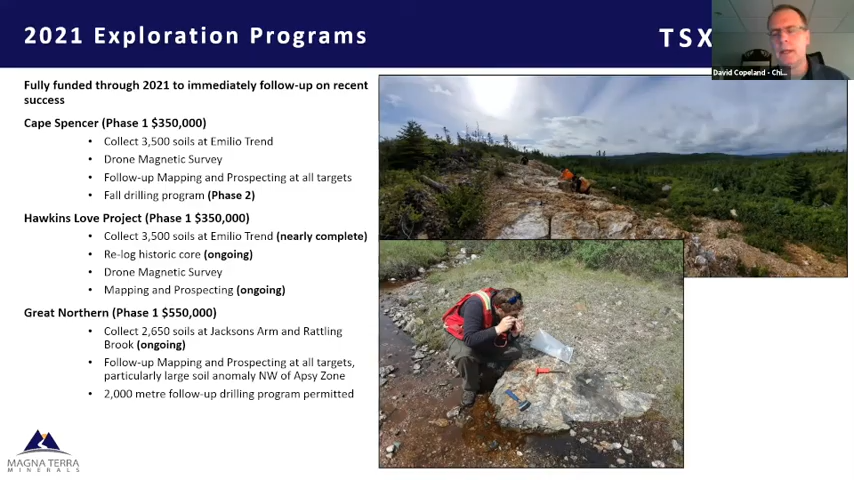 2021 Exploration Programs
TSX
David Copeland - Chi...
Fully funded through 2021 to immediately follow-up on recent
success
Cape Spencer (Phase 1 $350,000)
• Collect 3,500 soils at Emilio Trend
• Drone Magnetic Survey
• Follow-up Mapping and Prospecting at all targets
• Fall drilling program (Phase 2)
Hawkins Love Project (Phase 1 $350,000)
• Collect 3,500 soils at Emilio Trend (nearly complete)
• Re-log historic core (ongoing)
• Drone Magnetic Survey
• Mapping and Prospecting (ongoing)
Great Northern (Phase 1 $550,000)
• Collect 2,650 soils at Jacksons Arm and Rattling
Brook (ongoing)
• Follow-up Mapping and Prospecting at all targets,
particularly large soil anomaly NW of Apsy Zone
• 2,000 metre follow-up drilling program permitted
MAGNA TERRA
MINERALS